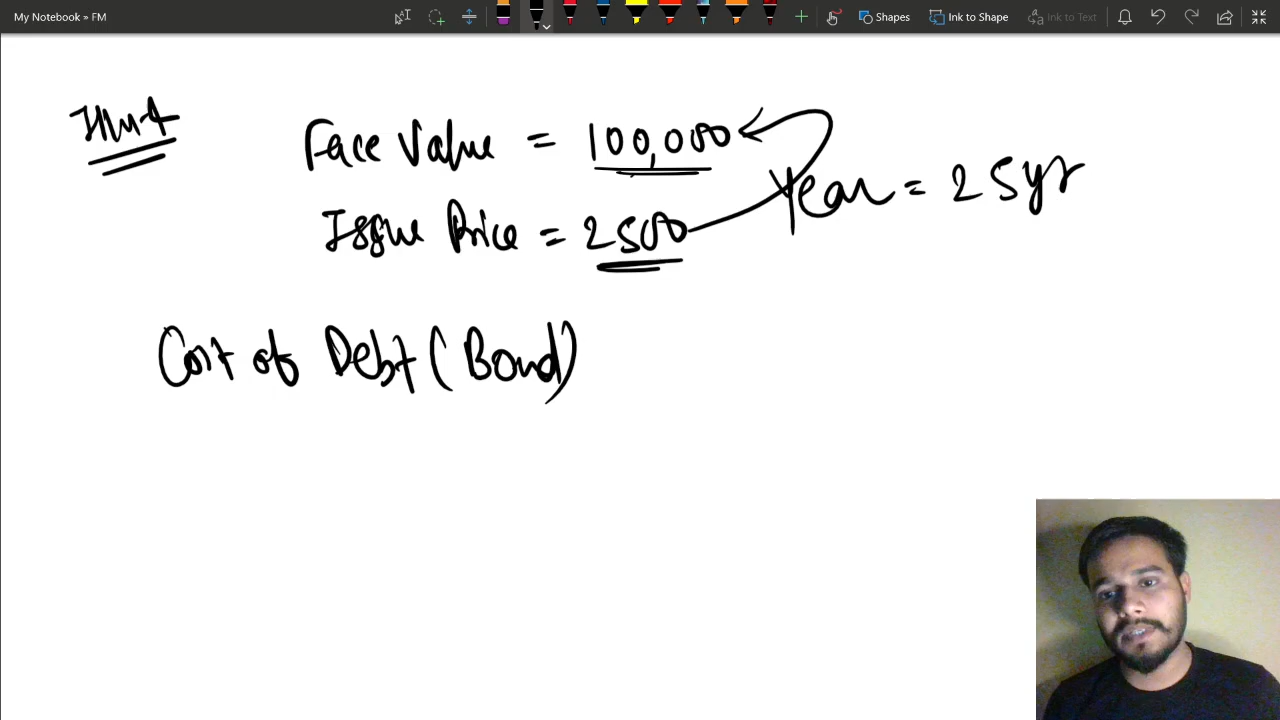 My Notebook » FM
Shapes
Ink to Shape
Ink to Text
Face Value = 100,000
Year = 25yr
Issue Price = 2500
Cost of Debt (Bond)